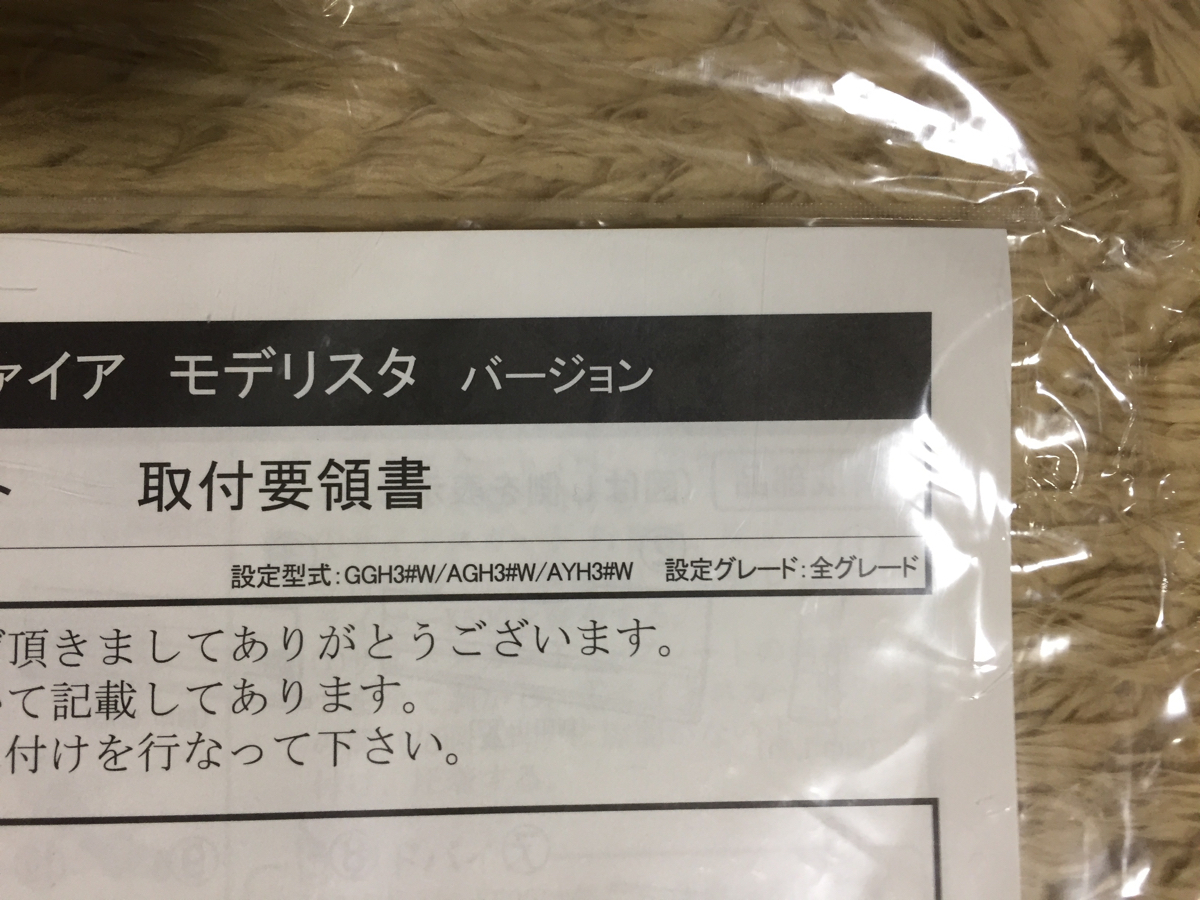 ァイア モデリスタ バージョン
ト 取付要領書
設定型式：GGH3#W/AGH3#W/AYH3#W 設定グレード：全グレード
頂きましてありがとうございます。
て記載してあります。
付けを行なって下さい。